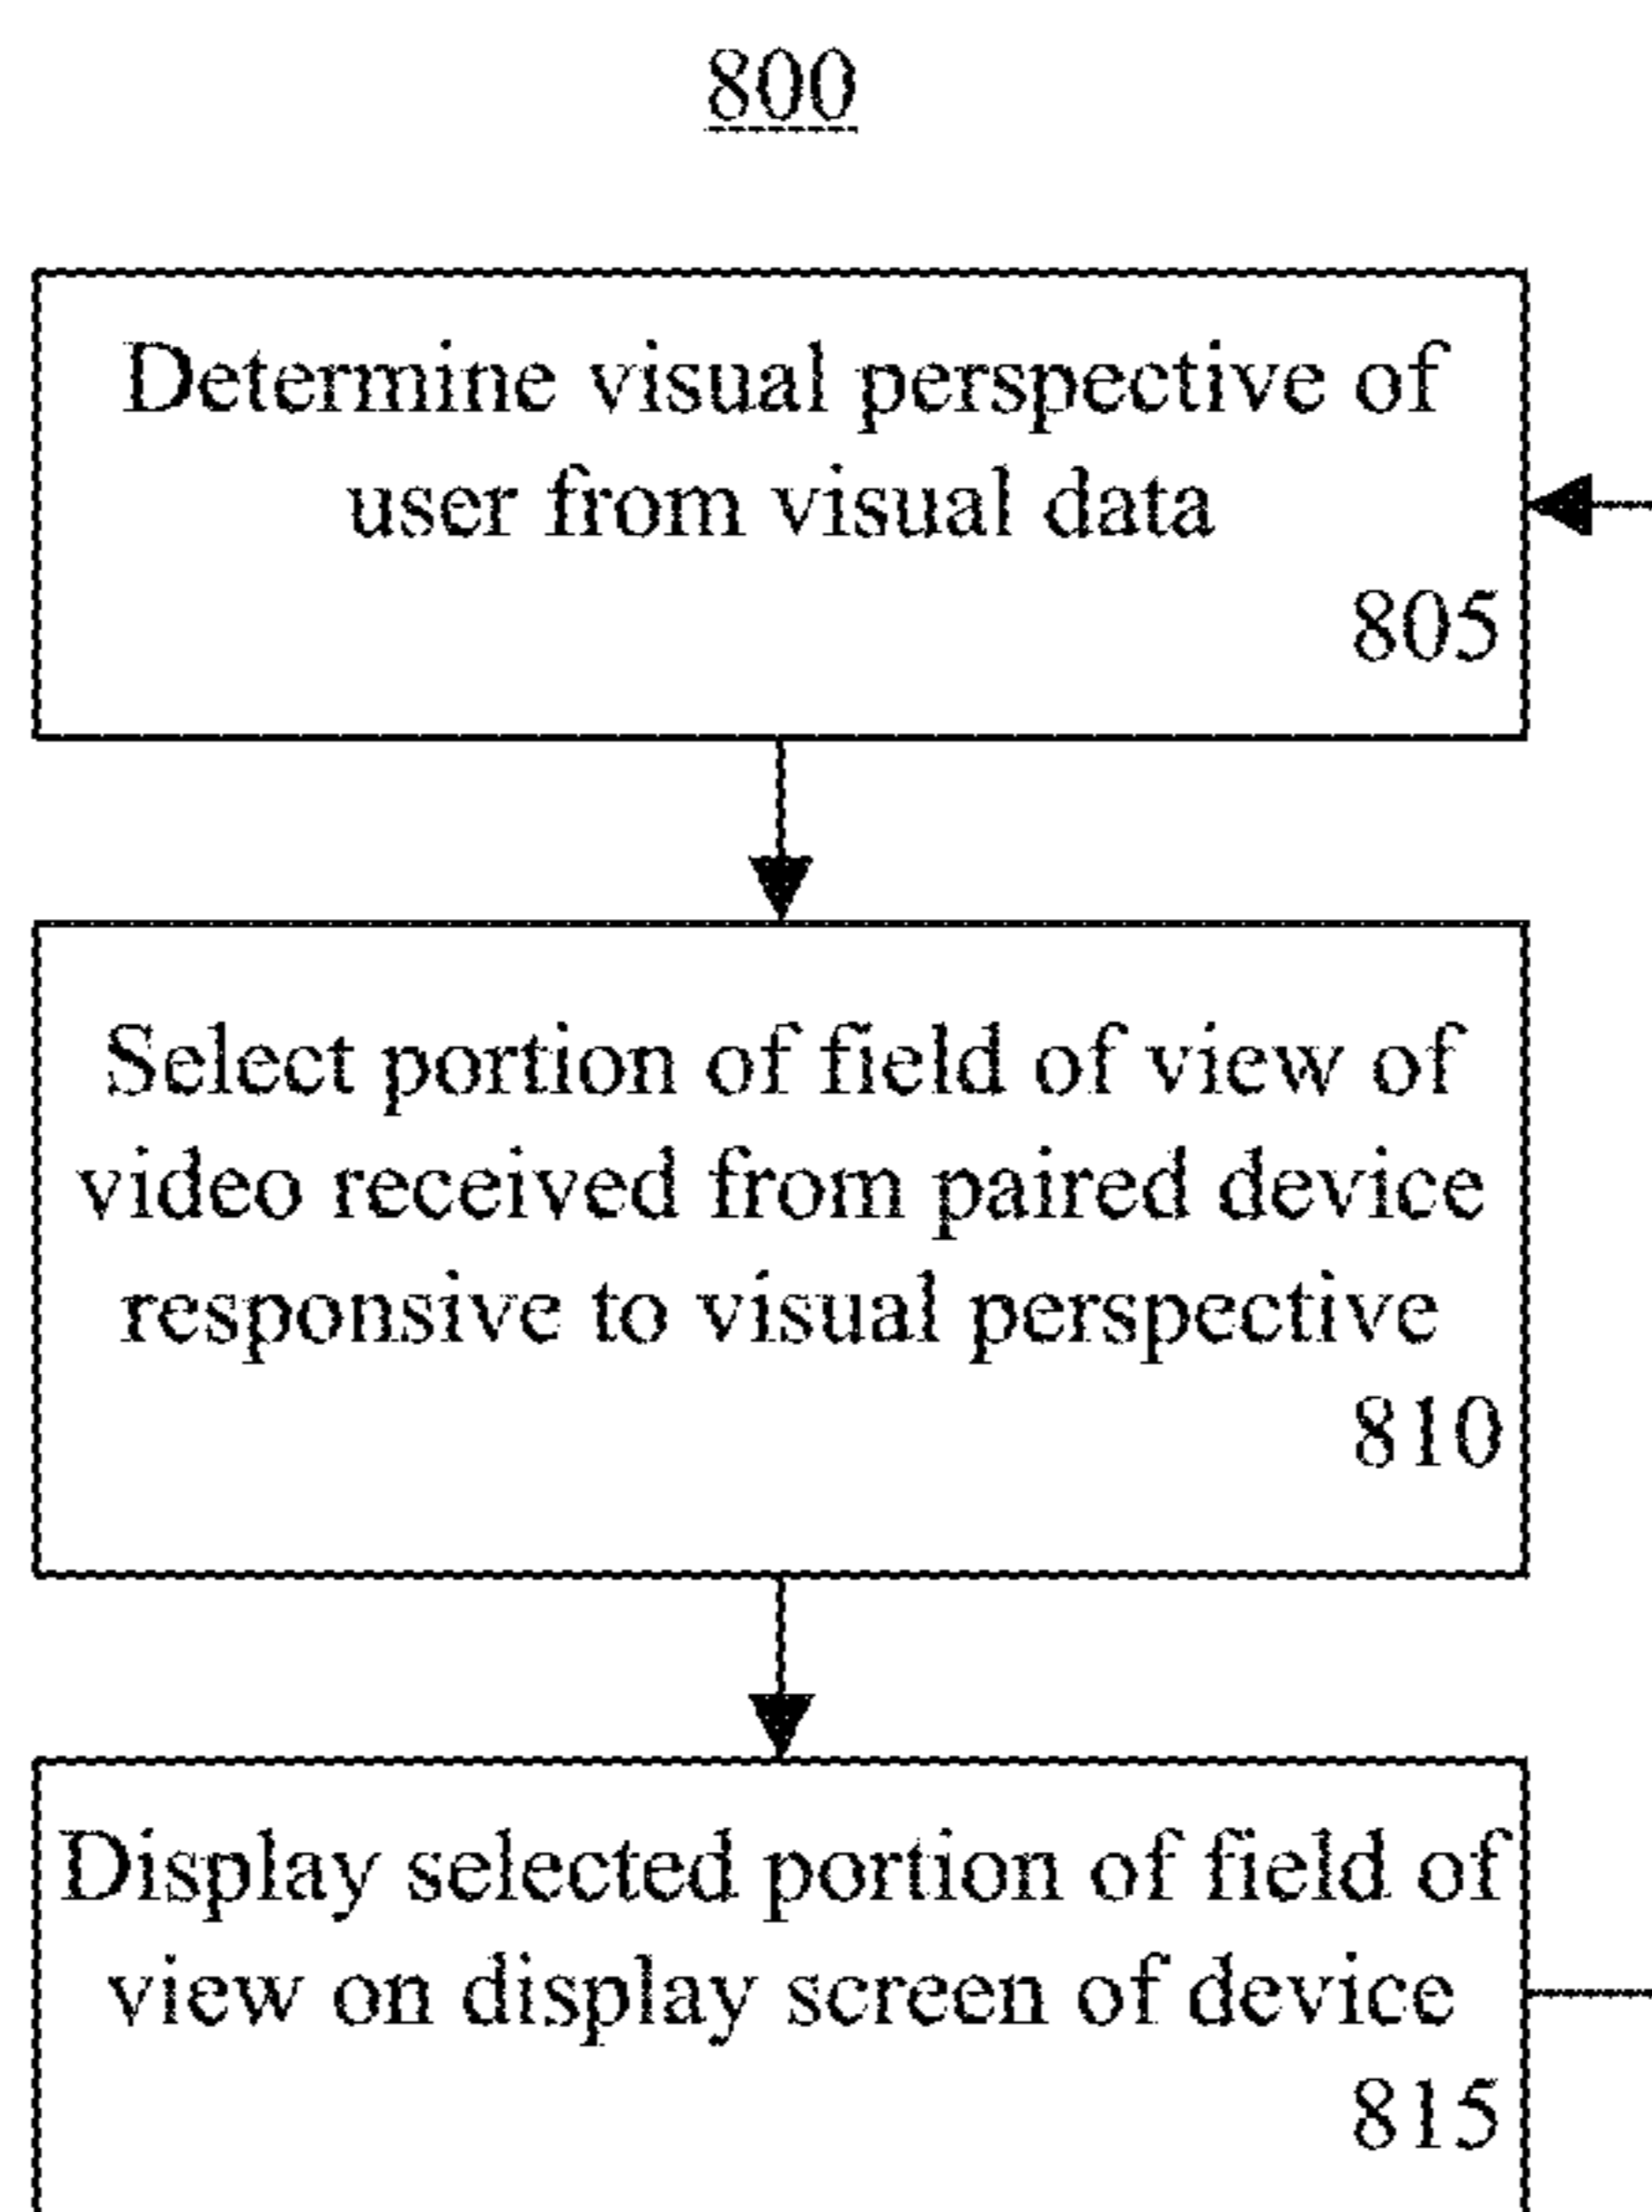 800
Determine visual perspective of
user from visual data
805
Select portion of field of view of
video received from paired device
responsive to visual perspective
810
Display selected portion of field of
view on display screen of device
815